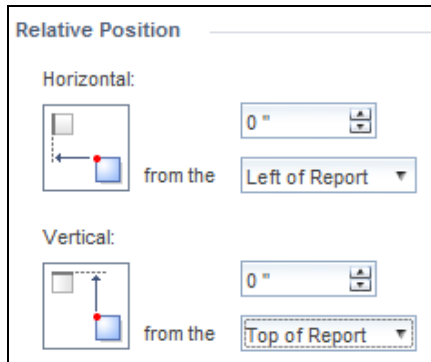 Relative Position
Horizontal:
0 "
from the Left of Report
Vertical:
0 "
from the Top of Report